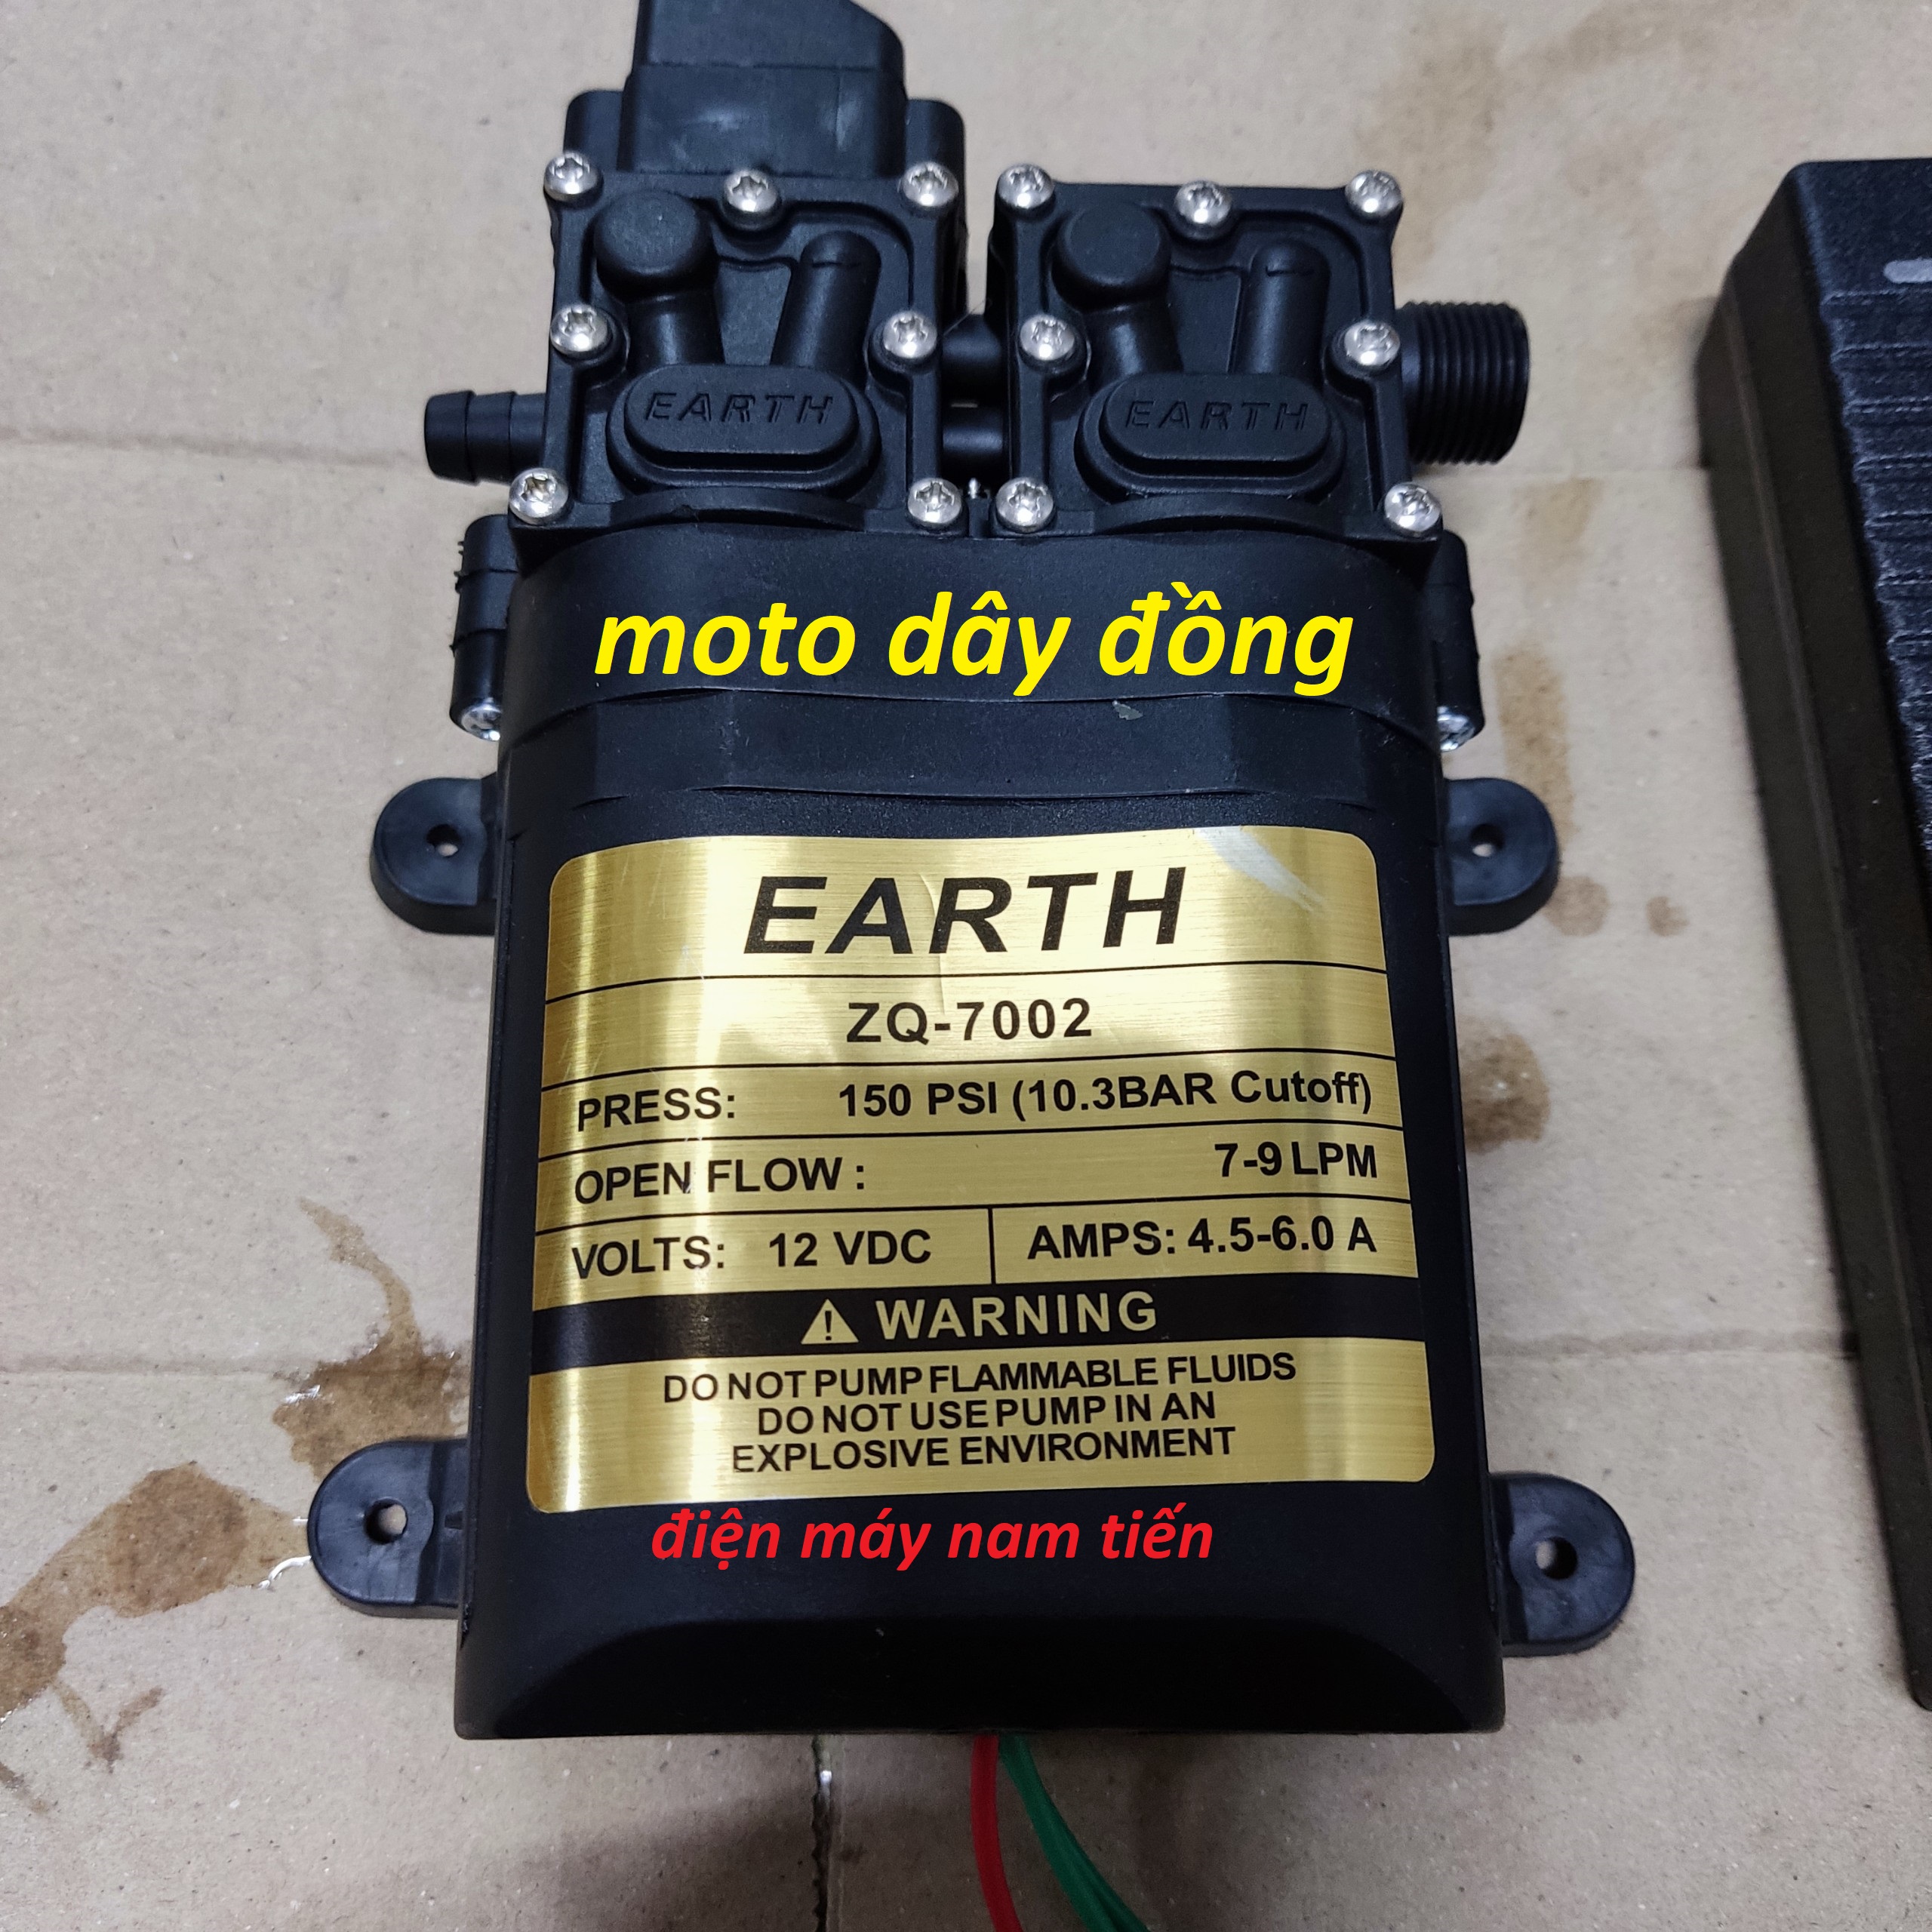 EARTH
EARTH
moto dây đồng
EARTH
ZQ-7002
PRESS: 150 PSI (10.3BAR Cutoff)
OPEN FLOW : 7-9 LPM
VOLTS: 12 VDC AMPS: 4.5-6.0 A
WARNING
DO NOT PUMP FLAMMABLE FLUIDS
DO NOT USE PUMP IN AN
EXPLOSIVE ENVIRONMENT
điện máy nam tiến